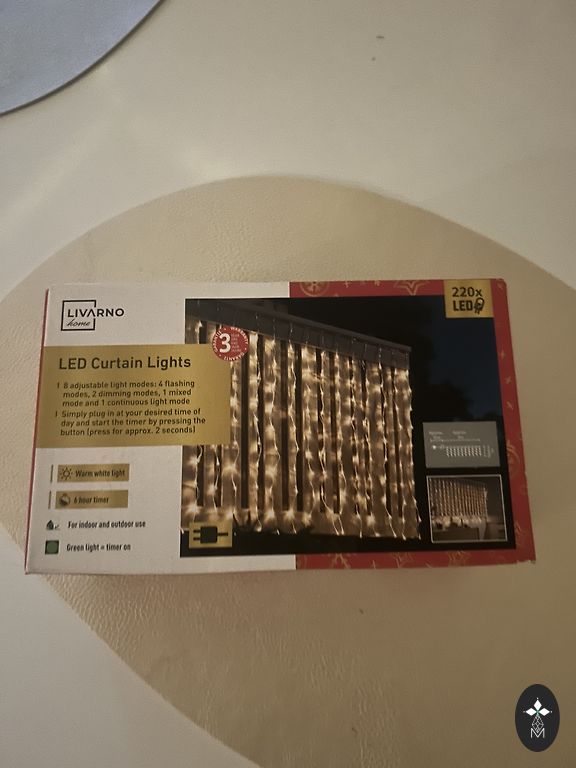 LIVARNO
home
220x
LED
3
LED Curtain Lights
8 adjustable light modes: 4 flashing
modes, 2 dimming modes, 1 mixed
mode and 1 continuous light mode
Simply plug in at your desired time of
day and start the timer by pressing the
button (press for approx. 2 seconds)
Warm white light
6 hour timer
For indoor and outdoor use
Green light = timer on
M